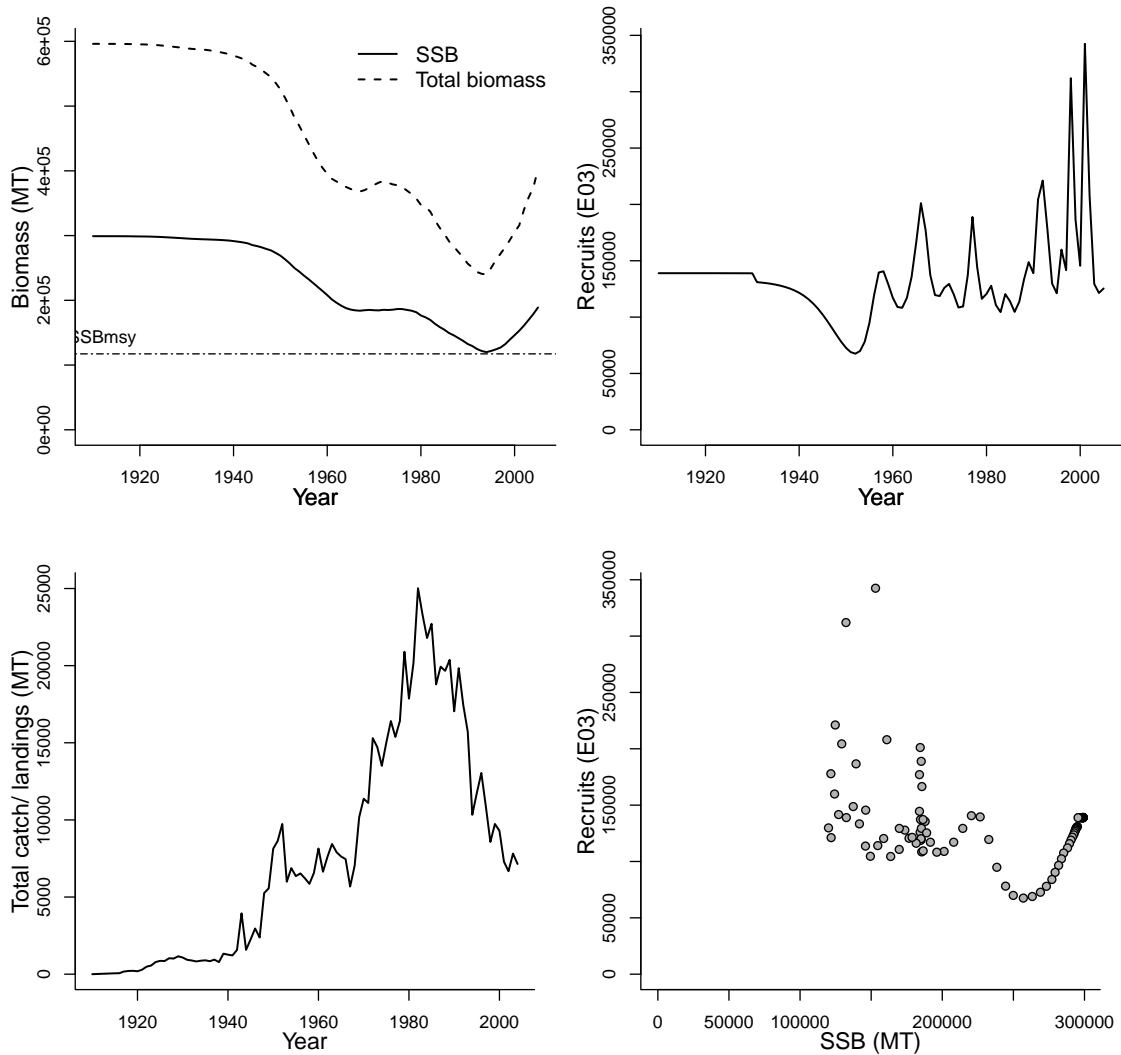 SSB
Total biomass
SSBmsy
Biomass (MT)
0e+00 2e+05 4e+05 6e+05
1920 1940 1960 1980 2000
Year
Recruits (E03)
0 50000 150000 250000 350000
1920 1940 1960 1980 2000
Year
Total catch/ landings (MT)
0 5000 10000 15000 20000 25000
1920 1940 1960 1980 2000
Year
Recruits (E03)
0 50000 150000 250000 350000
0 50000 100000 200000 300000
SSB (MT)